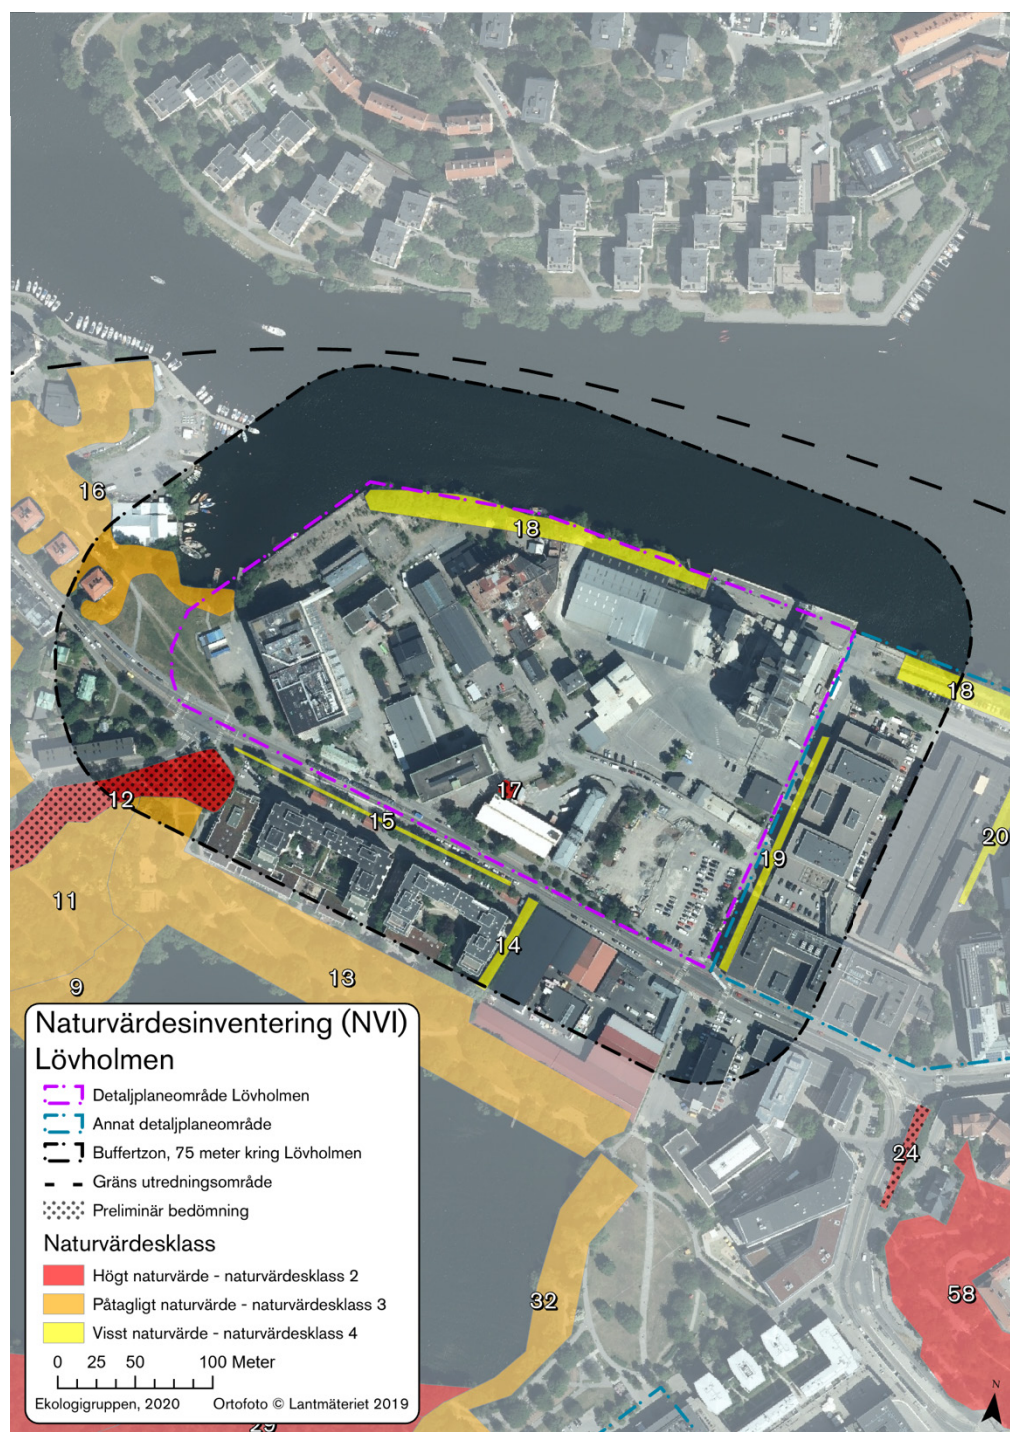 16
18
18
17
12
15
19
20
11
14
13
9
24
32
58
29
Naturvärdesinventering (NVI)
Lövholmen
Detaljplaneområde Lövholmen
Annat detaljplaneområde
Buffertzon, 75 meter kring Lövholmen
Gräns utredningsområde
Preliminär bedömning
Naturvärdesklass
Högt naturvärde - naturvärdesklass 2
Påtagligt naturvärde - naturvärdesklass 3
Visst naturvärde - naturvärdesklass 4
0 25 50 100 Meter
Ekologigruppen, 2020 Ortofoto © Lantmäteriet 2019
N